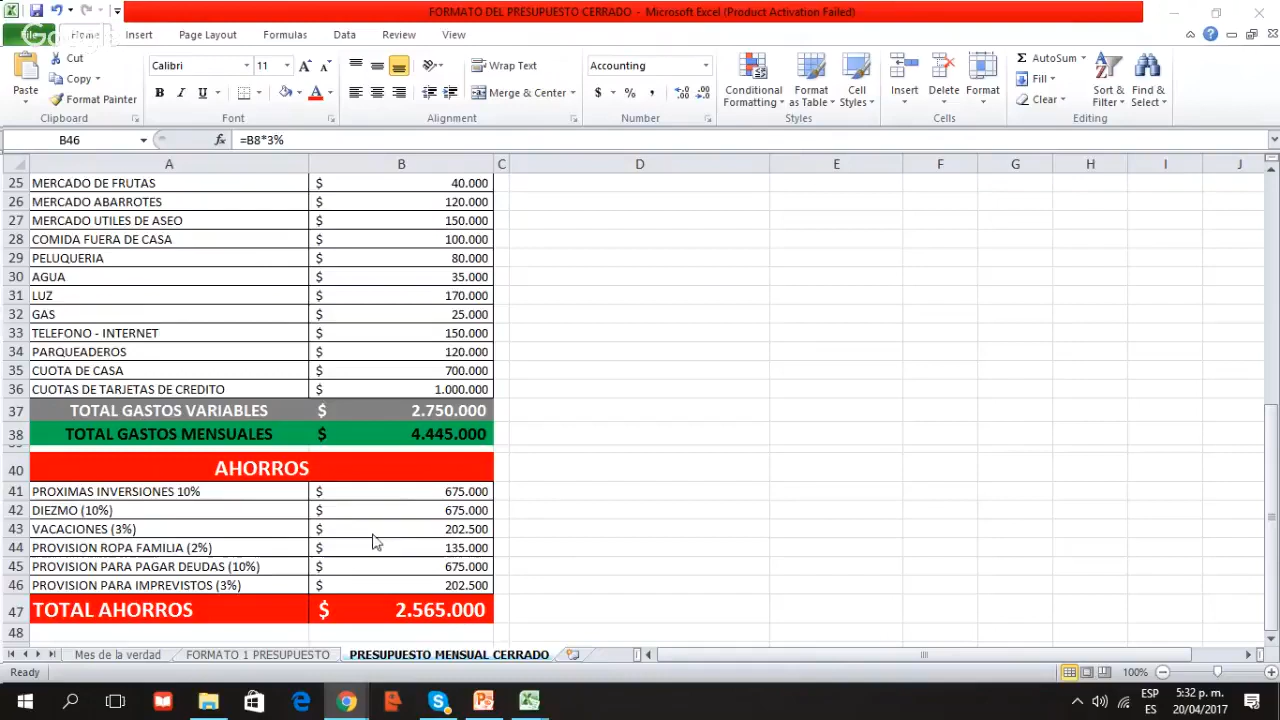 FORMATO DEL PRESUPUESTO CERRADO - Microsoft Excel (Product Activation Failed)
Home Insert Page Layout Formulas Data Review View
Paste Cut Copy Format Painter
Calibri 11
Wrap Text
Merge & Center
Accounting
$ % ,
Conditional Formatting Format as Table Cell Styles
Insert Delete Format
Σ AutoSum Fill Clear
Sort & Filter Find & Select
Clipboard Font Alignment Number Styles Cells Editing
B46 fx =B8*3%
A B C D E F G H I J
25 MERCADO DE FRUTAS $ 40.000
26 MERCADO ABARROTES $ 120.000
27 MERCADO UTILES DE ASEO $ 150.000
28 COMIDA FUERA DE CASA $ 100.000
29 PELUQUERIA $ 80.000
30 AGUA $ 35.000
31 LUZ $ 170.000
32 GAS $ 25.000
33 TELEFONO - INTERNET $ 150.000
34 PARQUEADEROS $ 120.000
35 CUOTA DE CASA $ 700.000
36 CUOTAS DE TARJETAS DE CREDITO $ 1.000.000
37 TOTAL GASTOS VARIABLES $ 2.750.000
38 TOTAL GASTOS MENSUALES $ 4.445.000
40 AHORROS
41 PROXIMAS INVERSIONES 10% $ 675.000
42 DIEZMO (10%) $ 675.000
43 VACACIONES (3%) $ 202.500
44 PROVISION ROPA FAMILIA (2%) $ 135.000
45 PROVISION PARA PAGAR DEUDAS (10%) $ 675.000
46 PROVISION PARA IMPREVISTOS (3%) $ 202.500
47 TOTAL AHORROS $ 2.565.000
48
Mes de la verdad FORMATO 1 PRESUPUESTO PRESUPUESTO MENSUAL CERRADO
Ready 100%
ESP 5:32 p. m.
ES 20/04/2017